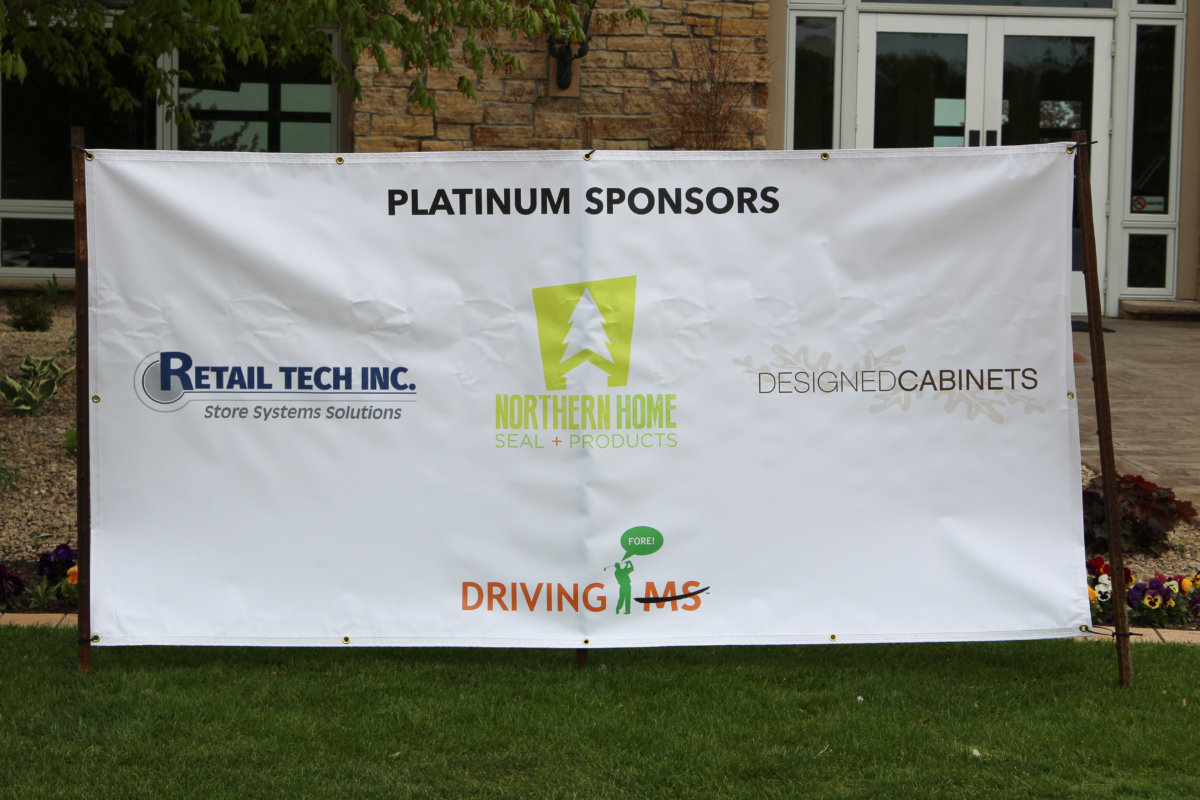 PLATINUM SPONSORS
RETAIL TECH INC.
Store Systems Solutions
NORTHERN HOME
SEAL + PRODUCTS
DESIGNEDCABINETS
FORE!
DRIVING MS